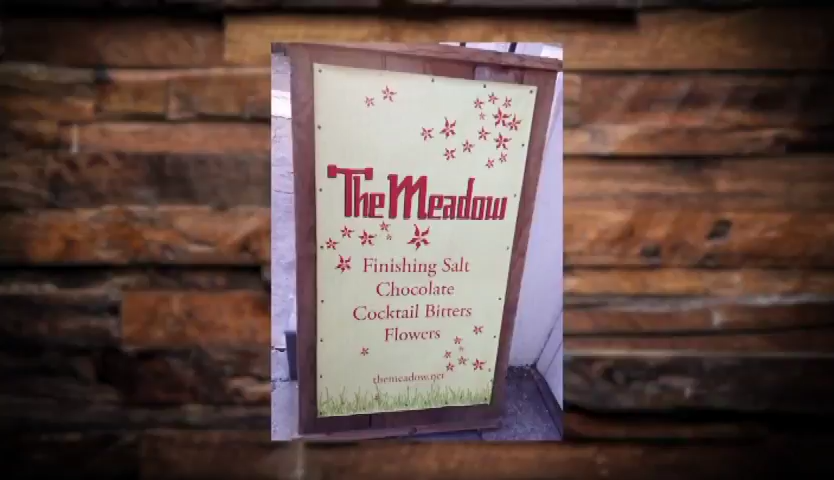 The Meadow
Finishing Salt
Chocolate
Cocktail Bitters
Flowers
themeadow.net